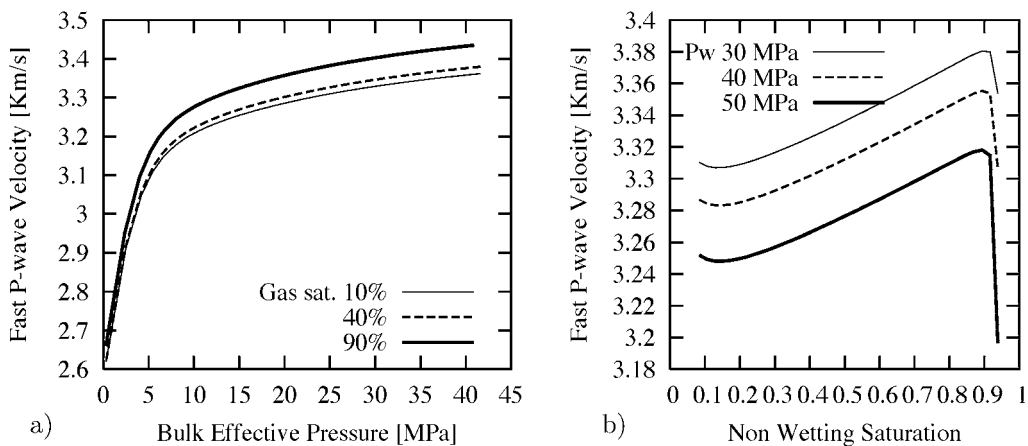 Fast P-wave Velocity [Km/s]
3.5
3.4
3.3
3.2
3.1
3
2.9
2.8
2.7
2.6
Gas sat. 10%
40%
90%
0 5 10 15 20 25 30 35 40 45
a) Bulk Effective Pressure [MPa]
Fast P-wave Velocity [Km/s]
3.4
3.38
3.36
3.34
3.32
3.3
3.28
3.26
3.24
3.22
3.2
3.18
Pw 30 MPa
40 MPa
50 MPa
0 0.1 0.2 0.3 0.4 0.5 0.6 0.7 0.8 0.9 1
b) Non Wetting Saturation